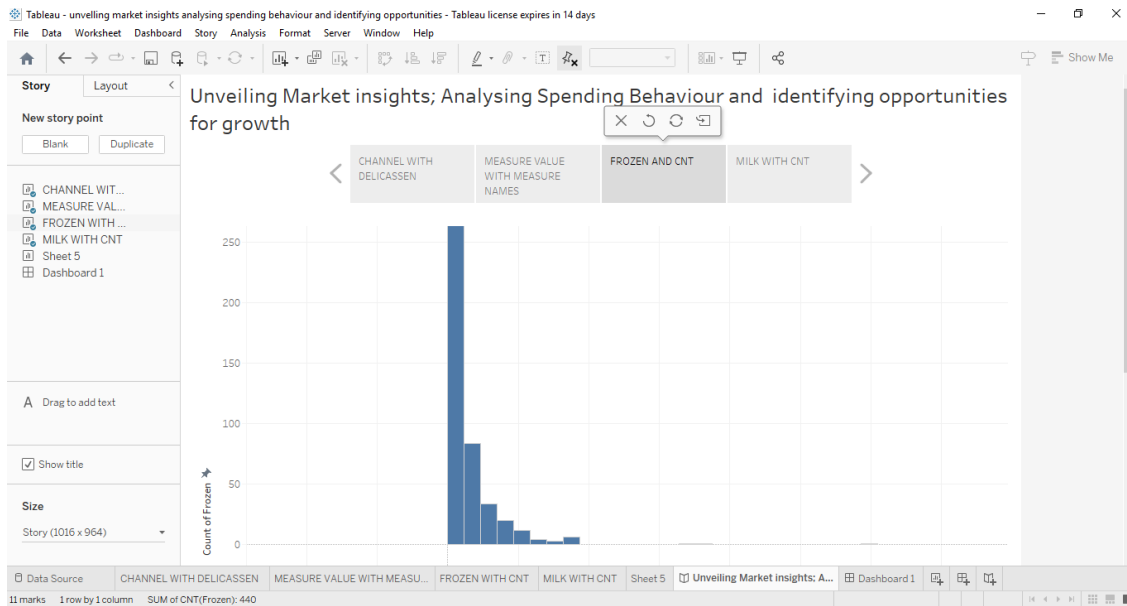 Tableau - unvelling market insights analysing spending behaviour and identifying opportunities - Tableau license expires in 14 days
File Data Worksheet Dashboard Story Analysis Format Server Window Help
Show Me
Story Layout
New story point
Blank Duplicate
CHANNEL WIT...
MEASURE VAL...
FROZEN WITH ...
MILK WITH CNT
Sheet 5
Dashboard 1
A Drag to add text
Show title
Size
Story (1016 x 964)
Unveiling Market insights; Analysing Spending Behaviour and identifying opportunities
for growth
CHANNEL WITH
DELICASSEN
MEASURE VALUE
WITH MEASURE
NAMES
FROZEN AND CNT
MILK WITH CNT
250
200
150
100
50
0
Count of Frozen
Data Source CHANNEL WITH DELICASSEN MEASURE VALUE WITH MEASU... FROZEN WITH CNT MILK WITH CNT Sheet 5 Unveiling Market insights; A... Dashboard 1
11 marks 1 row by 1 column SUM of CNT(Frozen): 440